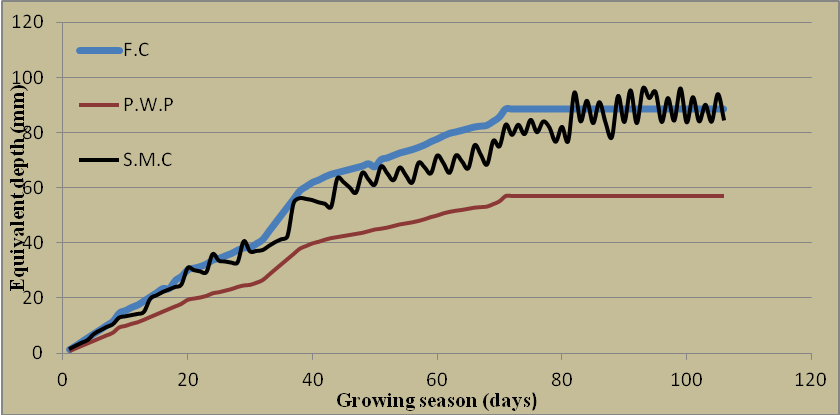 120
100
80
60
40
20
0
Equivalent depth (mm)
F.C
P.W.P
S.M.C
0 20 40 60 80 100 120
Growing season (days)